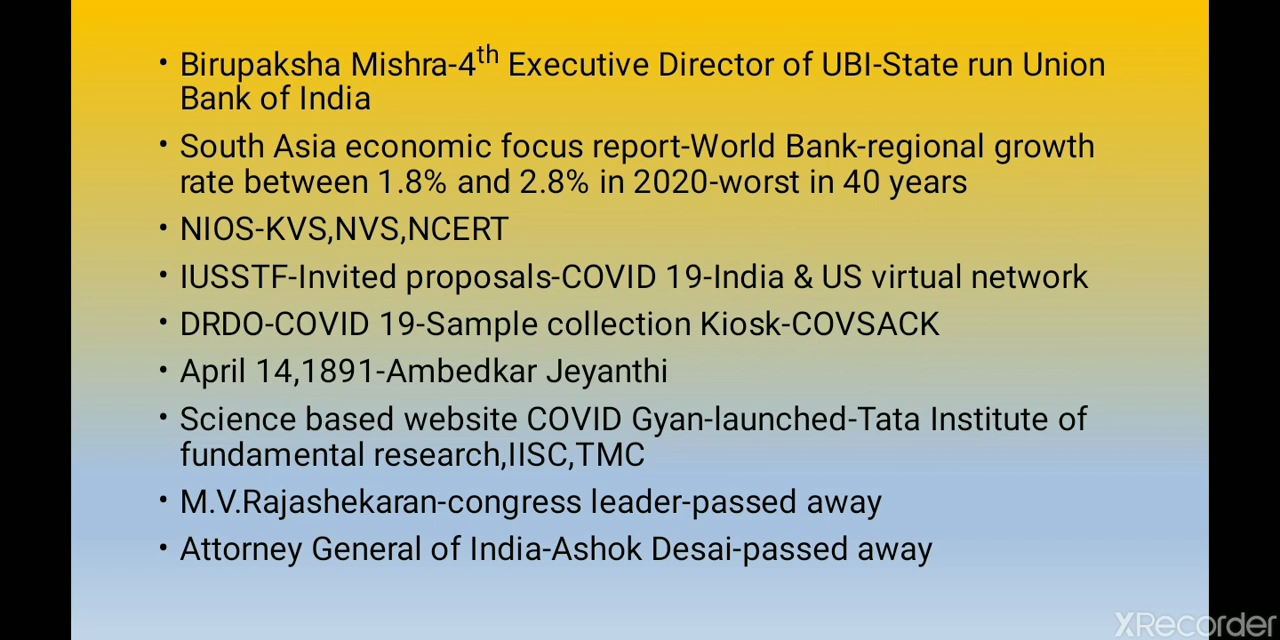 • Birupaksha Mishra-4th Executive Director of UBI-State run Union
Bank of India
• South Asia economic focus report-World Bank-regional growth
rate between 1.8% and 2.8% in 2020-worst in 40 years
• NIOS-KVS,NVS,NCERT
• IUSSTF-Invited proposals-COVID 19-India & US virtual network
• DRDO-COVID 19-Sample collection Kiosk-COVSACK
• April 14,1891-Ambedkar Jeyanthi
• Science based website COVID Gyan-launched-Tata Institute of
fundamental research,IISC,TMC
• M.V.Rajashekaran-congress leader-passed away
• Attorney General of India-Ashok Desai-passed away
XRecorder